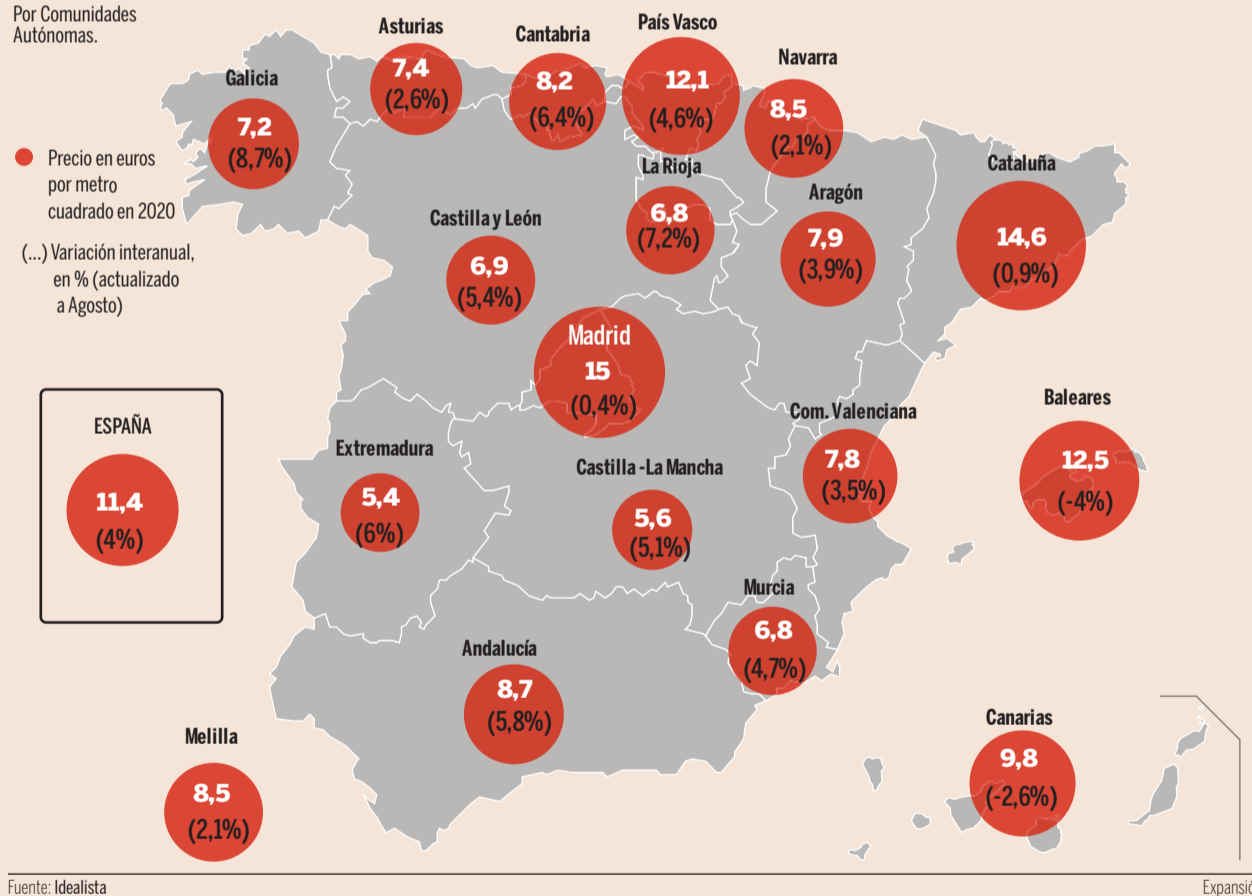 Por Comunidades
Autónomas.
Asturias
7,4
(2,6%)
Cantabria
8,2
(6,4%)
País Vasco
12,1
(4,6%)
Navarra
8,5
(2,1%)
Galicia
7,2
(8,7%)
Precio en euros
por metro
cuadrado en 2020
(...) Variación interanual,
en % (actualizado
a Agosto)
La Rioja
6,8
(7,2%)
Aragón
7,9
(3,9%)
Cataluña
14,6
(0,9%)
Castilla y León
6,9
(5,4%)
Madrid
15
(0,4%)
ESPAÑA
11,4
(4%)
Extremadura
5,4
(6%)
Castilla -La Mancha
5,6
(5,1%)
Com. Valenciana
7,8
(3,5%)
Baleares
12,5
(-4%)
Murcia
6,8
(4,7%)
Andalucía
8,7
(5,8%)
Melilla
8,5
(2,1%)
Canarias
9,8
(-2,6%)
Fuente: Idealista
Expansió